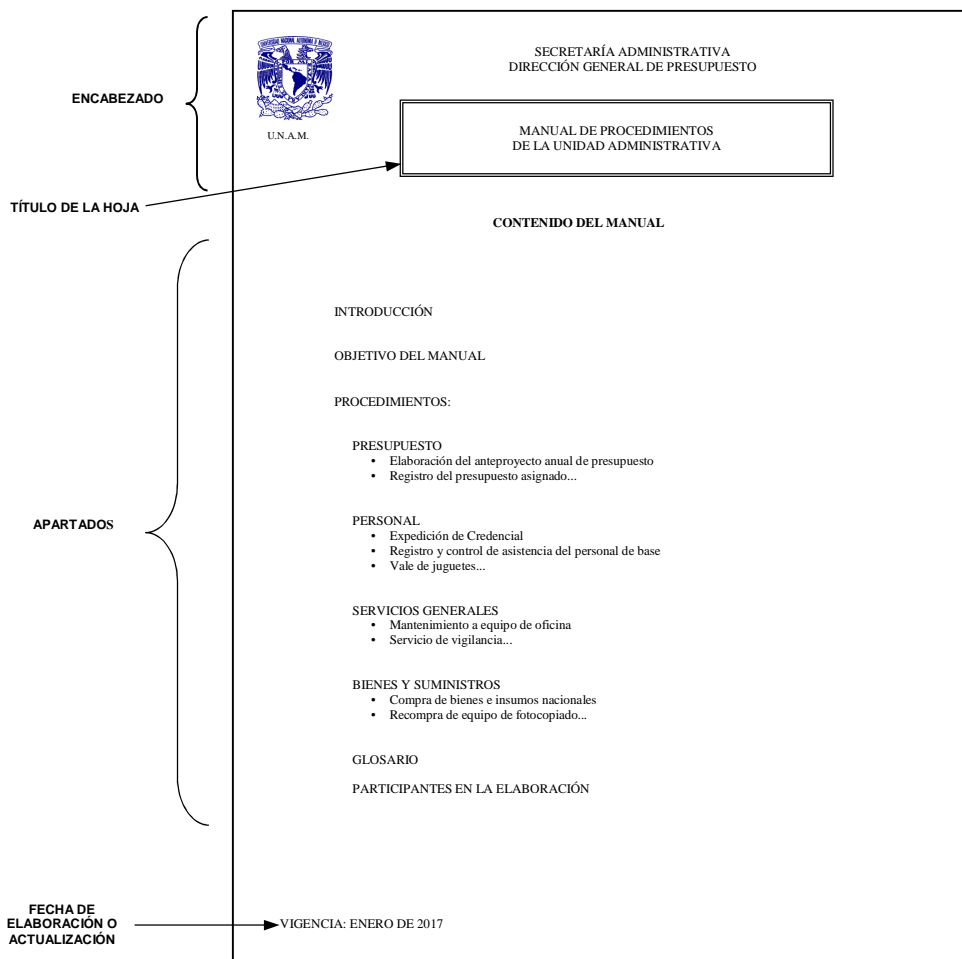 SECRETARÍA ADMINISTRATIVA
DIRECCIÓN GENERAL DE PRESUPUESTO
ENCABEZADO
U.N.A.M.
MANUAL DE PROCEDIMIENTOS
DE LA UNIDAD ADMINISTRATIVA
TÍTULO DE LA HOJA
CONTENIDO DEL MANUAL
INTRODUCCIÓN
OBJETIVO DEL MANUAL
PROCEDIMIENTOS:
PRESUPUESTO
• Elaboración del anteproyecto anual de presupuesto
• Registro del presupuesto asignado...
APARTADOS
PERSONAL
• Expedición de Credencial
• Registro y control de asistencia del personal de base
• Vale de juguetes...
SERVICIOS GENERALES
• Mantenimiento a equipo de oficina
• Servicio de vigilancia...
BIENES Y SUMINISTROS
• Compra de bienes e insumos nacionales
• Recompra de equipo de fotocopiado...
GLOSARIO
PARTICIPANTES EN LA ELABORACIÓN
FECHA DE
ELABORACIÓN O
ACTUALIZACIÓN
VIGENCIA: ENERO DE 2017